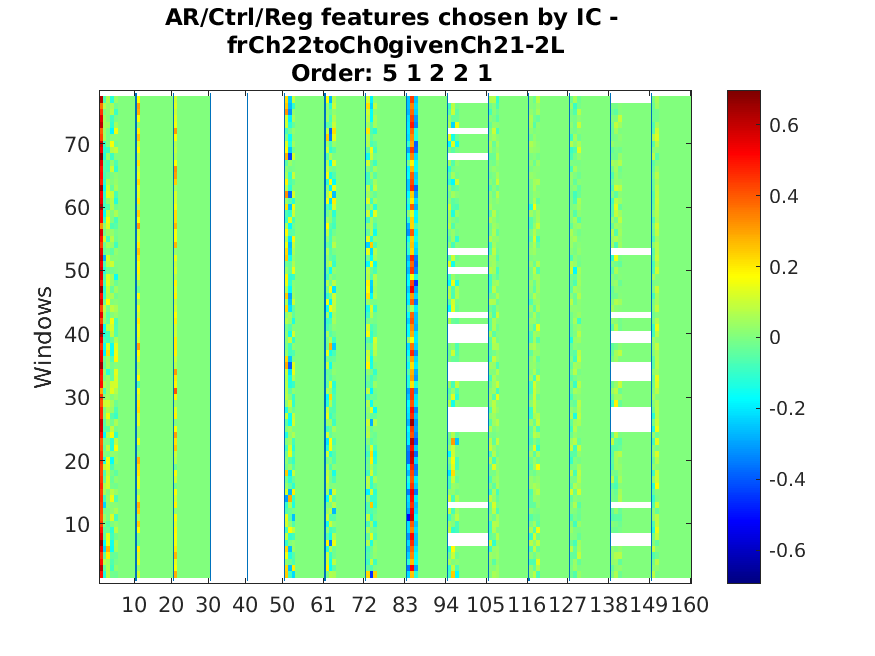 AR/Ctrl/Reg features chosen by IC -
frCh22toCh0givenCh21-2L
Order: 5 1 2 2 1
Windows
70
60
50
40
30
20
10
10 20 30 40 50 61 72 83 94 105 116 127 138 149 160
0.6
0.4
0.2
0
-0.2
-0.4
-0.6